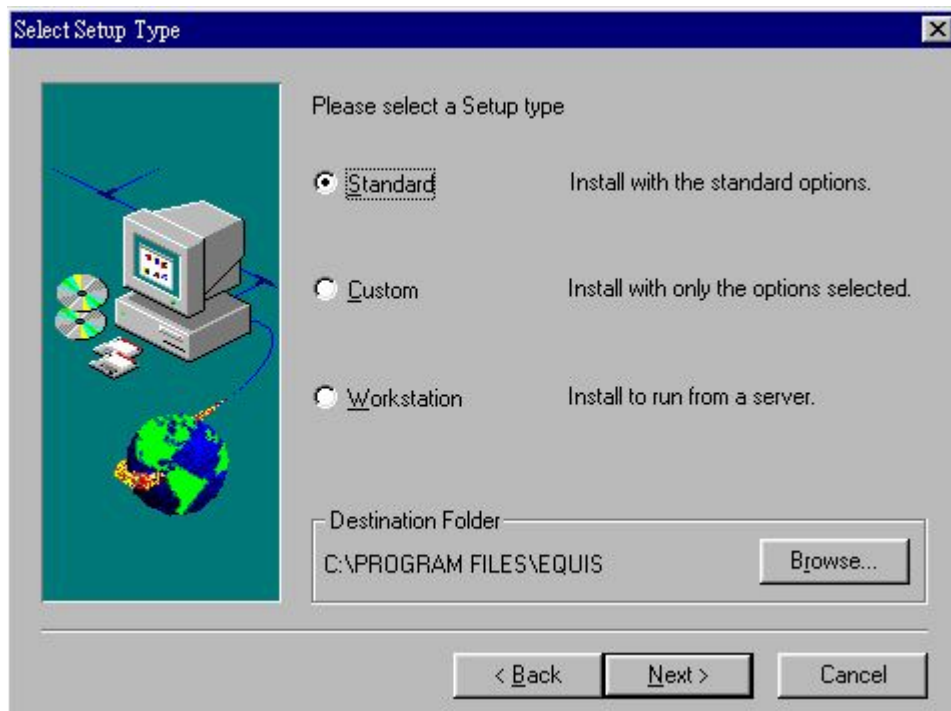 Select Setup Type
Please select a Setup type
Standard Install with the standard options.
Custom Install with only the options selected.
Workstation Install to run from a server.
Destination Folder
C:\PROGRAM FILES\EQUIS Browse...
< Back Next > Cancel